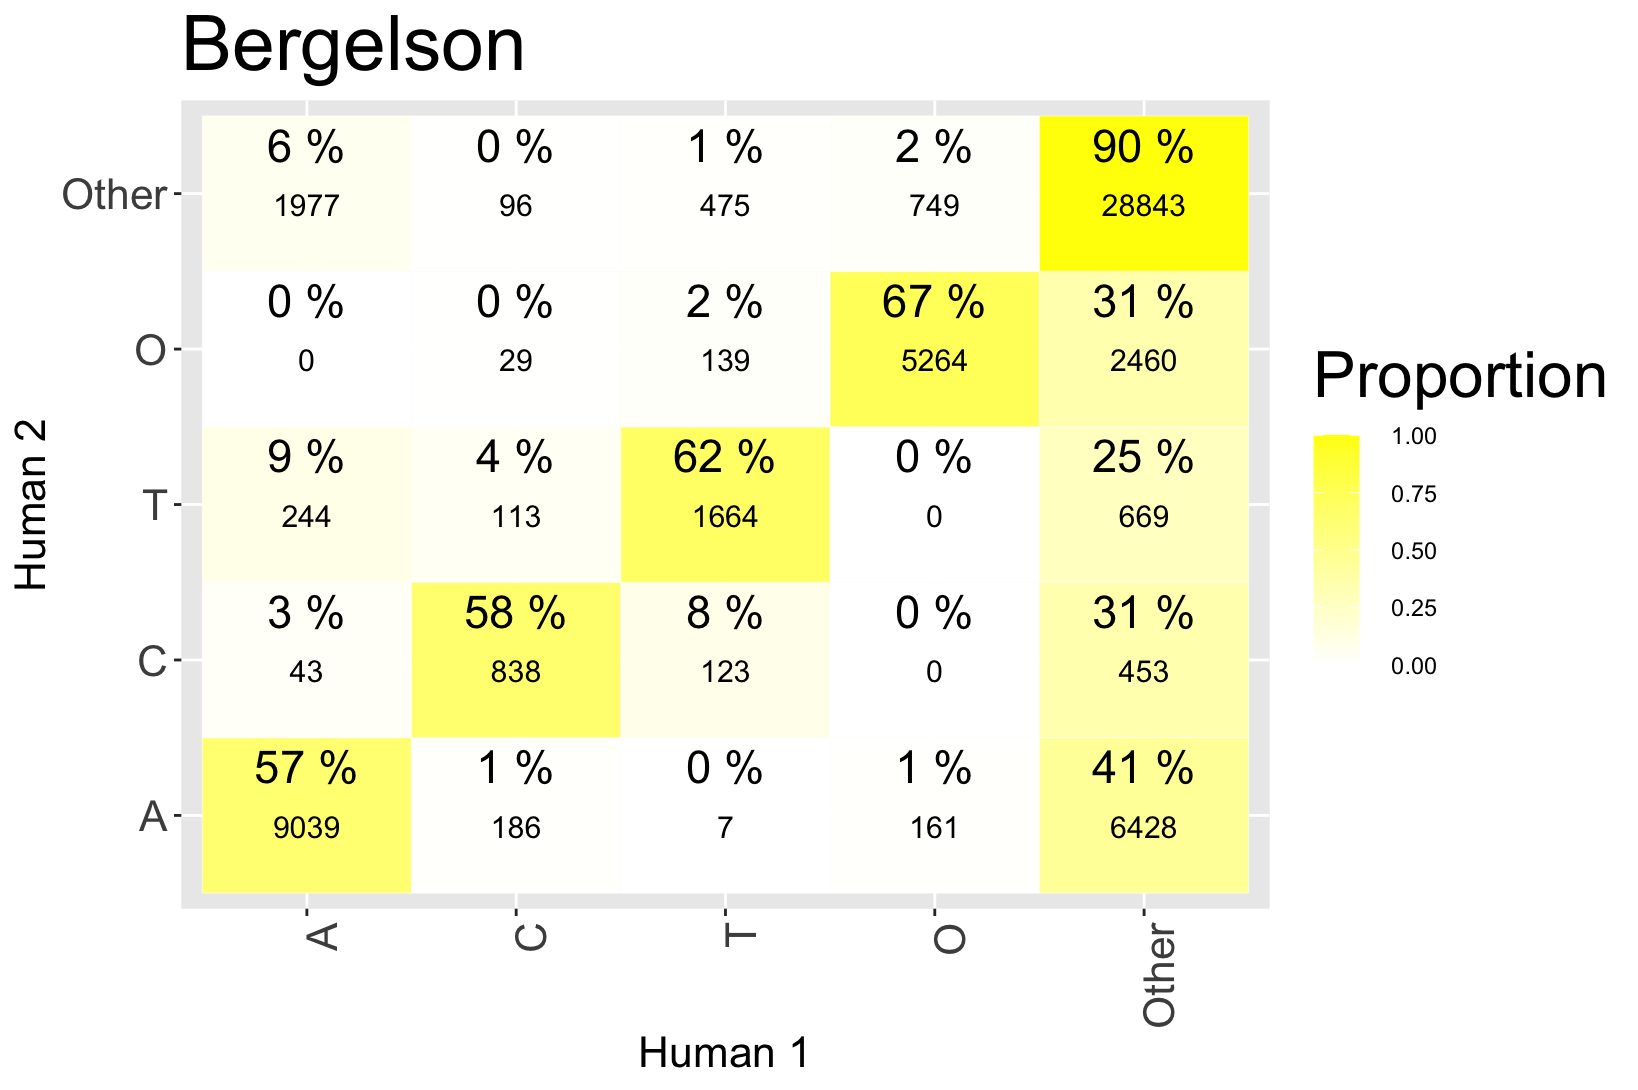 Bergelson
Other
6 % 0 % 1 % 2 % 90 %
1977 96 475 749 28843
O
0 % 0 % 2 % 67 % 31 %
0 29 139 5264 2460
T
9 % 4 % 62 % 0 % 25 %
244 113 1664 0 669
C
3 % 58 % 8 % 0 % 31 %
43 838 123 0 453
A
57 % 1 % 0 % 1 % 41 %
9039 186 7 161 6428
A C T O Other
Human 1
Human 2
Proportion
1.00
0.75
0.50
0.25
0.00